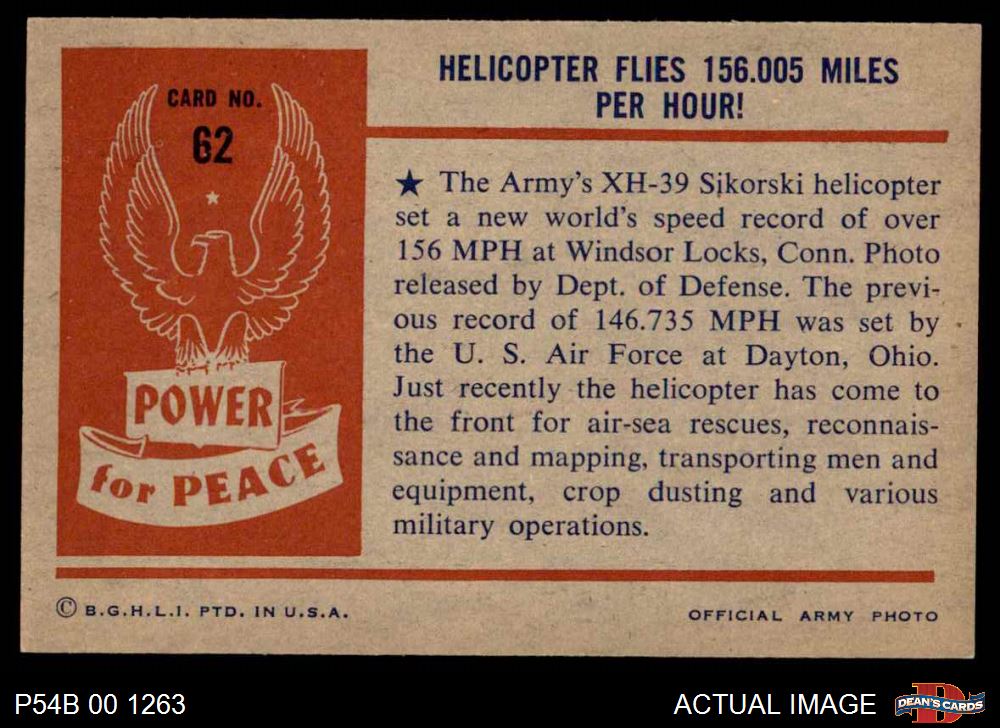 CARD NO.
62
POWER
for PEACE
HELICOPTER FLIES 156.005 MILES
PER HOUR!
★ The Army's XH-39 Sikorski helicopter
set a new world's speed record of over
156 MPH at Windsor Locks, Conn. Photo
released by Dept. of Defense. The previ-
ous record of 146.735 MPH was set by
the U. S. Air Force at Dayton, Ohio.
Just recently the helicopter has come to
the front for air-sea rescues, reconnais-
sance and mapping, transporting men and
equipment, crop dusting and various
military operations.
© B.G.H.L.I. PTD. IN U.S.A.
OFFICIAL ARMY PHOTO
P54B 00 1263
ACTUAL IMAGE
D
DEAN'S CARDS